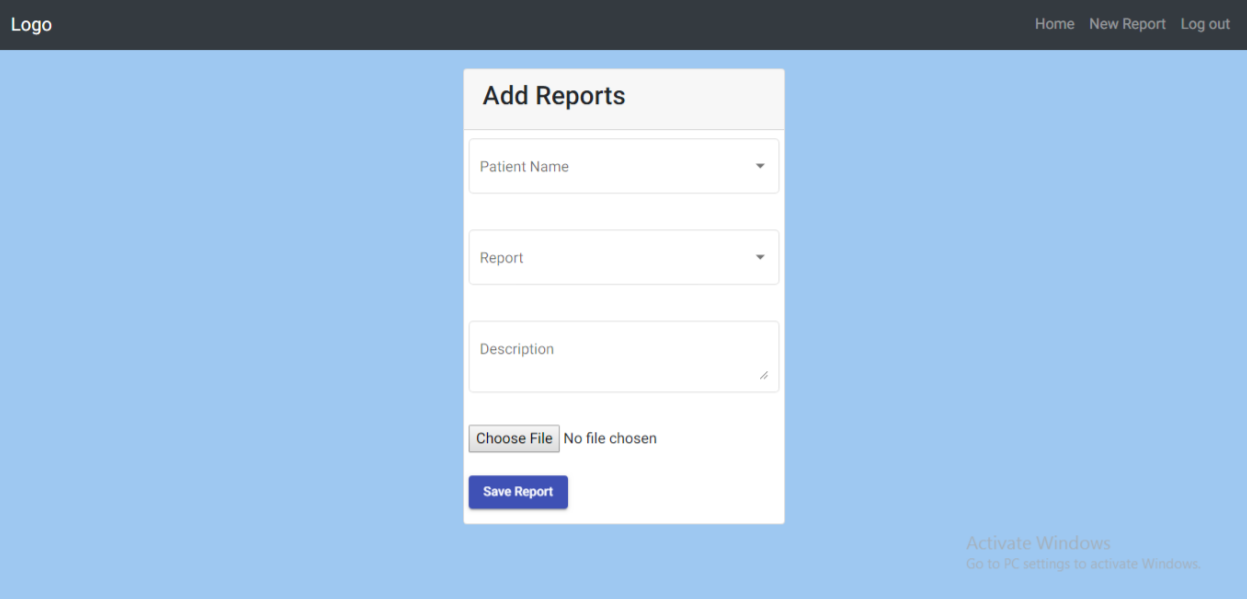 Logo Home New Report Log out
Add Reports
Patient Name
Report
Description
Choose File No file chosen
Save Report
Activate Windows
Go to PC settings to activate Windows.